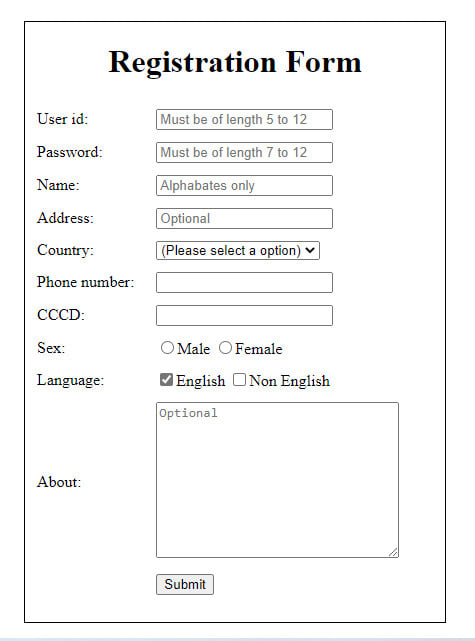 Registration Form
User id: Must be of length 5 to 12
Password: Must be of length 7 to 12
Name: Alphabates only
Address: Optional
Country: (Please select a option)
Phone number:
CCCD:
Sex: Male Female
Language: English Non English
About: Optional
Submit